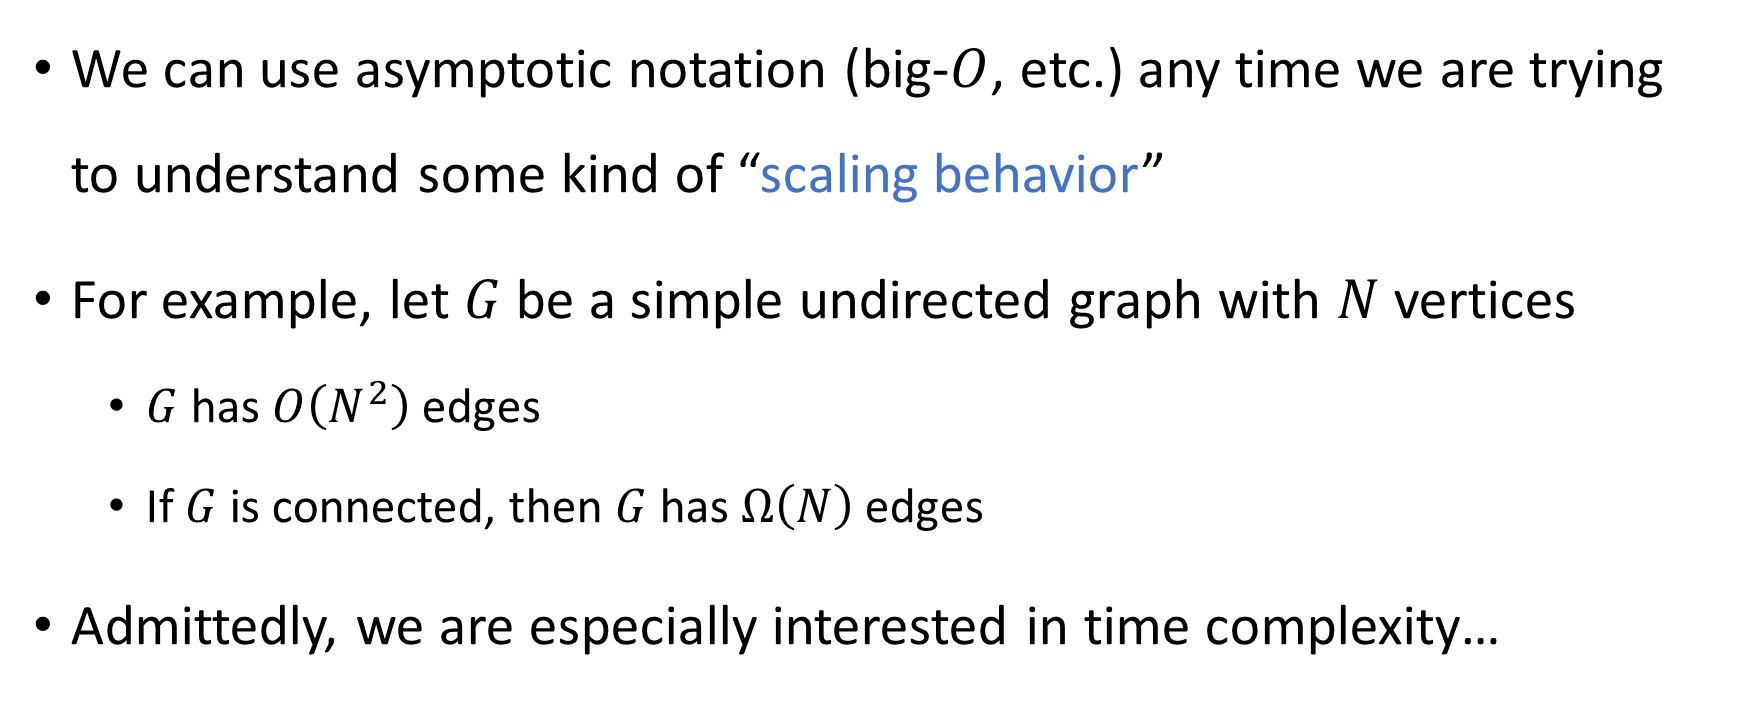 • We can use asymptotic notation (big-O, etc.) any time we are trying
to understand some kind of “scaling behavior”
• For example, let G be a simple undirected graph with N vertices
• G has O(N²) edges
• If G is connected, then G has Ω(N) edges
• Admittedly, we are especially interested in time complexity…